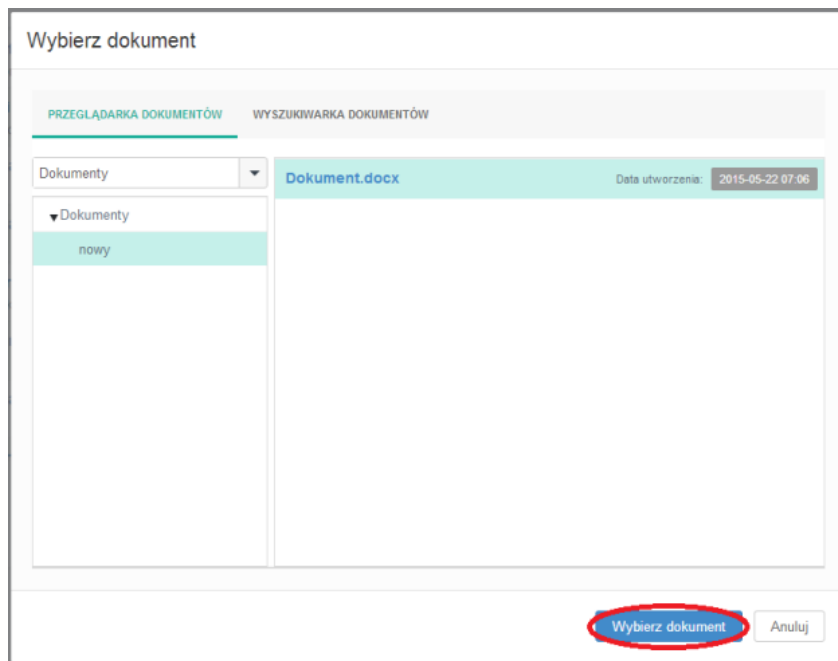 Wybierz dokument
PRZEGLĄDARKA DOKUMENTÓW WYSZUKIWARKA DOKUMENTÓW
Dokumenty
Dokumenty
nowy
Dokument.docx Data utworzenia: 2015-05-22 07:06
Wybierz dokument Anuluj